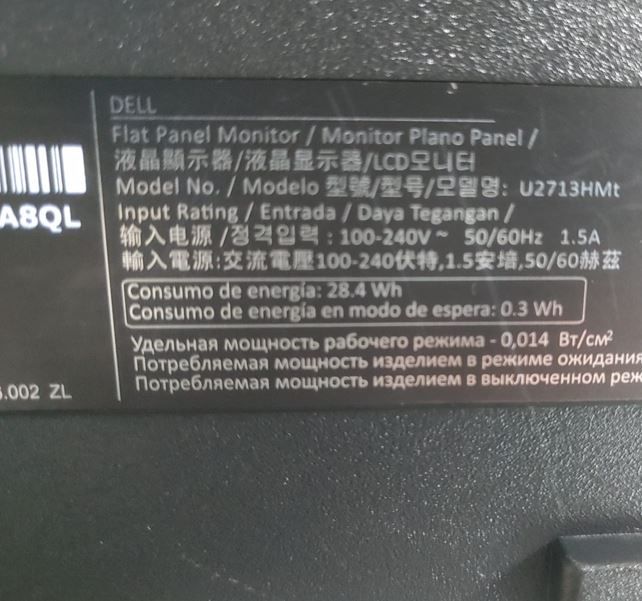 DELL
Flat Panel Monitor / Monitor Plano Panel /
液晶顯示器/液晶显示器/LCD모니터
Model No. / Modelo 型號/型号/모델명: U2713HMt
Input Rating / Entrada / Daya Tegangan /
输入电源 /정격입력 : 100-240V ~ 50/60Hz 1.5A
輸入電源:交流電壓100-240伏特,1.5安培,50/60赫茲
Consumo de energía: 28.4 Wh
Consumo de energía en modo de espera: 0.3 Wh
Удельная мощность рабочего режима - 0,014 Вт/см²
Потребляемая мощность изделием в режиме ожидания
Потребляемая мощность изделием в выключенном реж
A8QL
.002 ZL